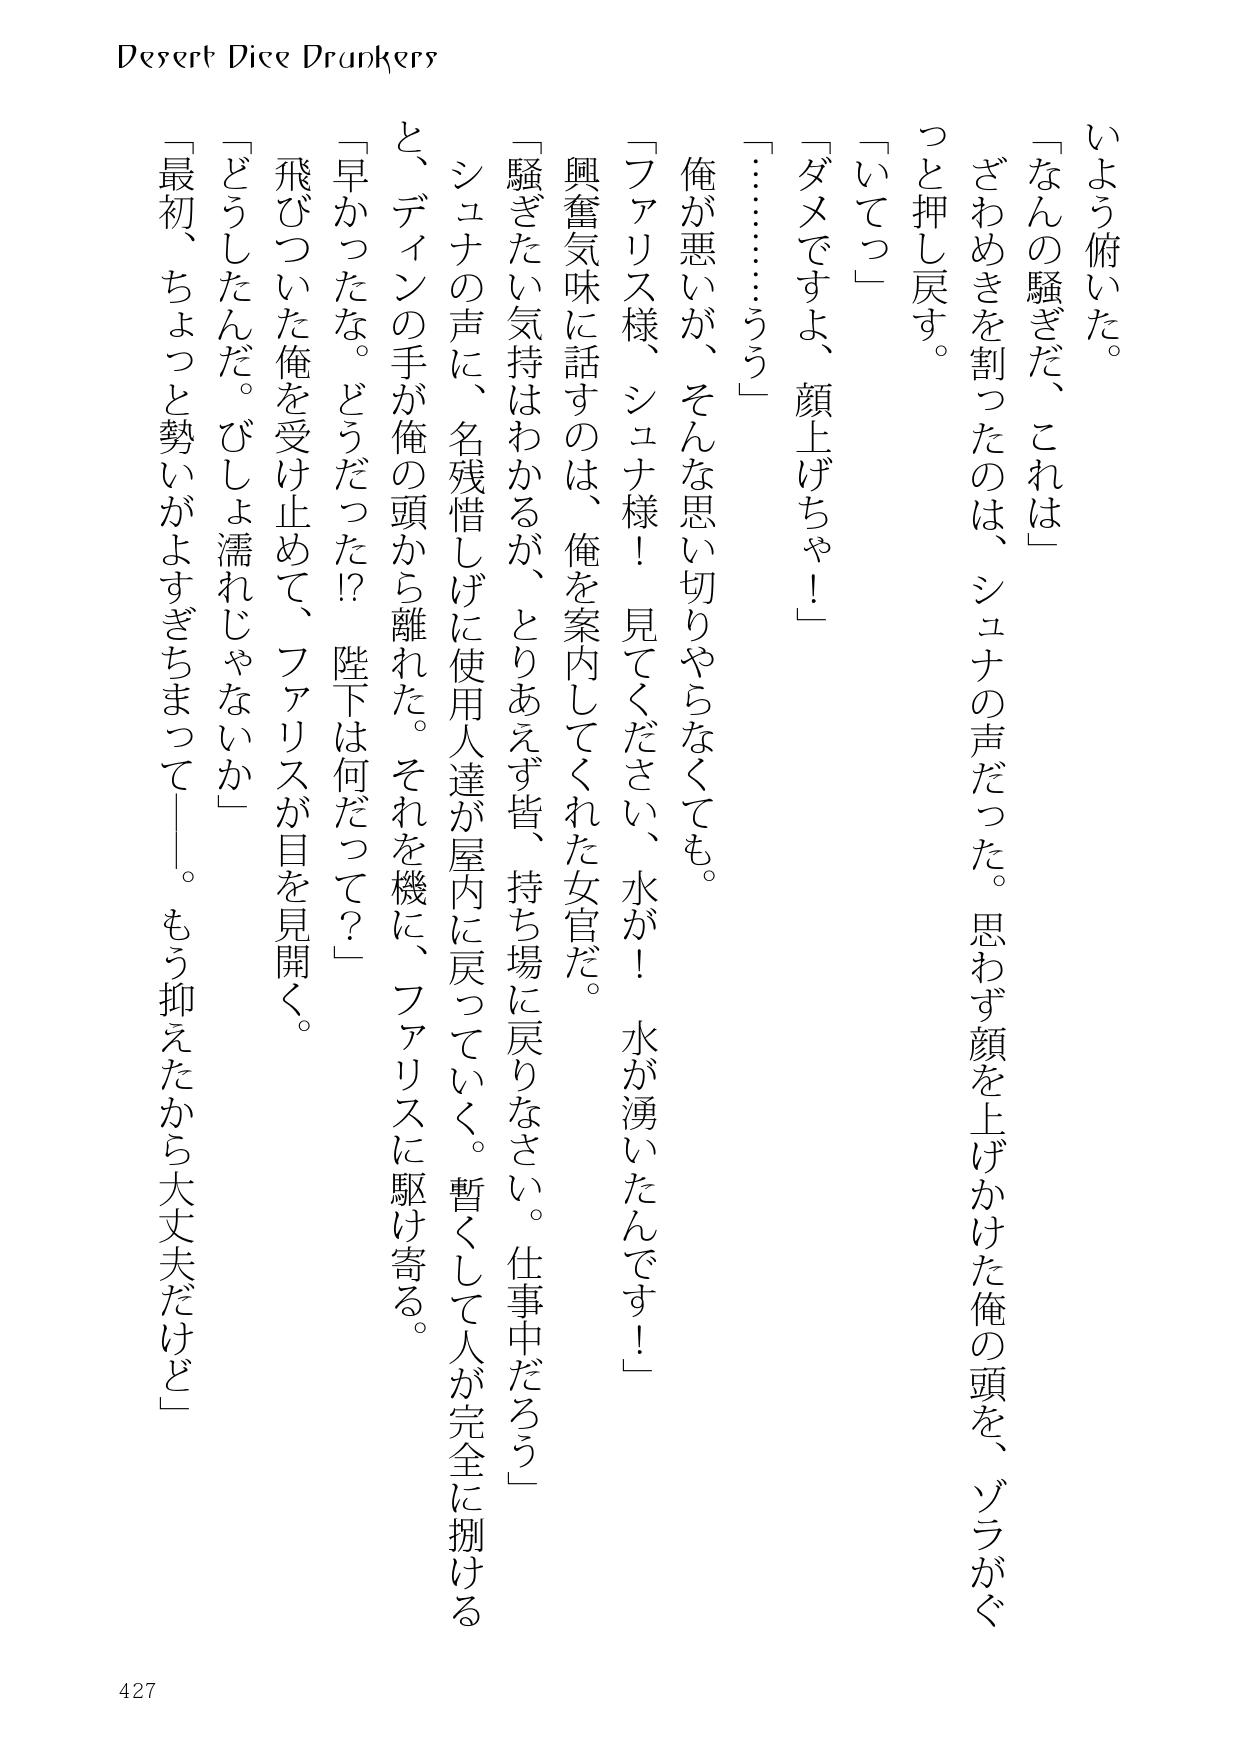 Desert Dice Drunkers
いよう俯いた。
「なんの騒ぎだ、これは」
　ざわめきを割ったのは、シュナの声だった。思わず顔を上げかけた俺の頭を、ゾラがぐ
っと押し戻す。
「いてっ」
「ダメですよ、顔上げちゃ！」
「…………うう」
　俺が悪いが、そんな思い切りやらなくても。
「ファリス様、シュナ様！　見てください、水が！　水が湧いたんです！」
　興奮気味に話すのは、俺を案内してくれた女官だ。
「騒ぎたい気持はわかるが、とりあえず皆、持ち場に戻りなさい。仕事中だろう」
　シュナの声に、名残惜しげに使用人達が屋内に戻っていく。暫くして人が完全に捌ける
と、ディンの手が俺の頭から離れた。それを機に、ファリスに駆け寄る。
「早かったな。どうだった!?　陛下は何だって？」
　飛びついた俺を受け止めて、ファリスが目を見開く。
「どうしたんだ。びしょ濡れじゃないか」
「最初、ちょっと勢いがよすぎちまって――。もう抑えたから大丈夫だけど」
427